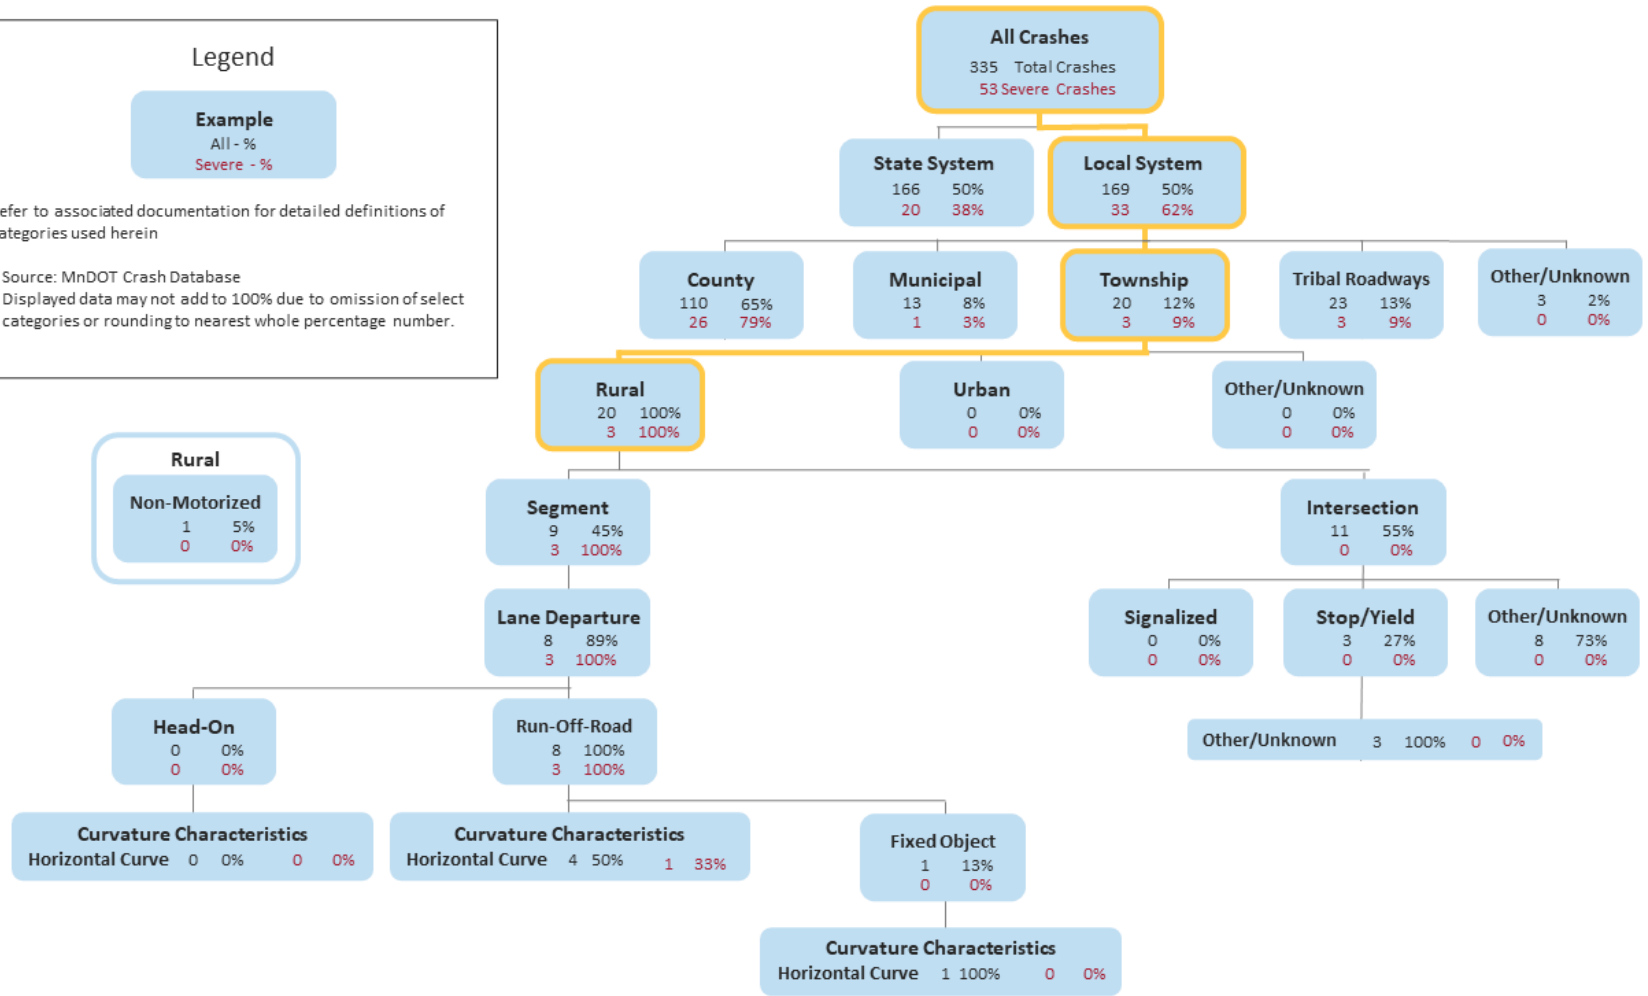 Legend
Example
All - %
Severe - %
efer to associated documentation for detailed definitions of
ategories used herein
Source: MnDOT Crash Database
Displayed data may not add to 100% due to omission of select
categories or rounding to nearest whole percentage number.
All Crashes
335 Total Crashes
53 Severe Crashes
State System
166 50%
20 38%
Local System
169 50%
33 62%
County
110 65%
26 79%
Municipal
13 8%
1 3%
Township
20 12%
3 9%
Tribal Roadways
23 13%
3 9%
Other/Unknown
3 2%
0 0%
Rural
20 100%
3 100%
Urban
0 0%
0 0%
Other/Unknown
0 0%
0 0%
Rural
Non-Motorized
1 5%
0 0%
Segment
9 45%
3 100%
Intersection
11 55%
0 0%
Lane Departure
8 89%
3 100%
Signalized
0 0%
0 0%
Stop/Yield
3 27%
0 0%
Other/Unknown
8 73%
0 0%
Head-On
0 0%
0 0%
Run-Off-Road
8 100%
3 100%
Other/Unknown 3 100% 0 0%
Curvature Characteristics
Horizontal Curve 0 0% 0 0%
Curvature Characteristics
Horizontal Curve 4 50% 1 33%
Fixed Object
1 13%
0 0%
Curvature Characteristics
Horizontal Curve 1 100% 0 0%